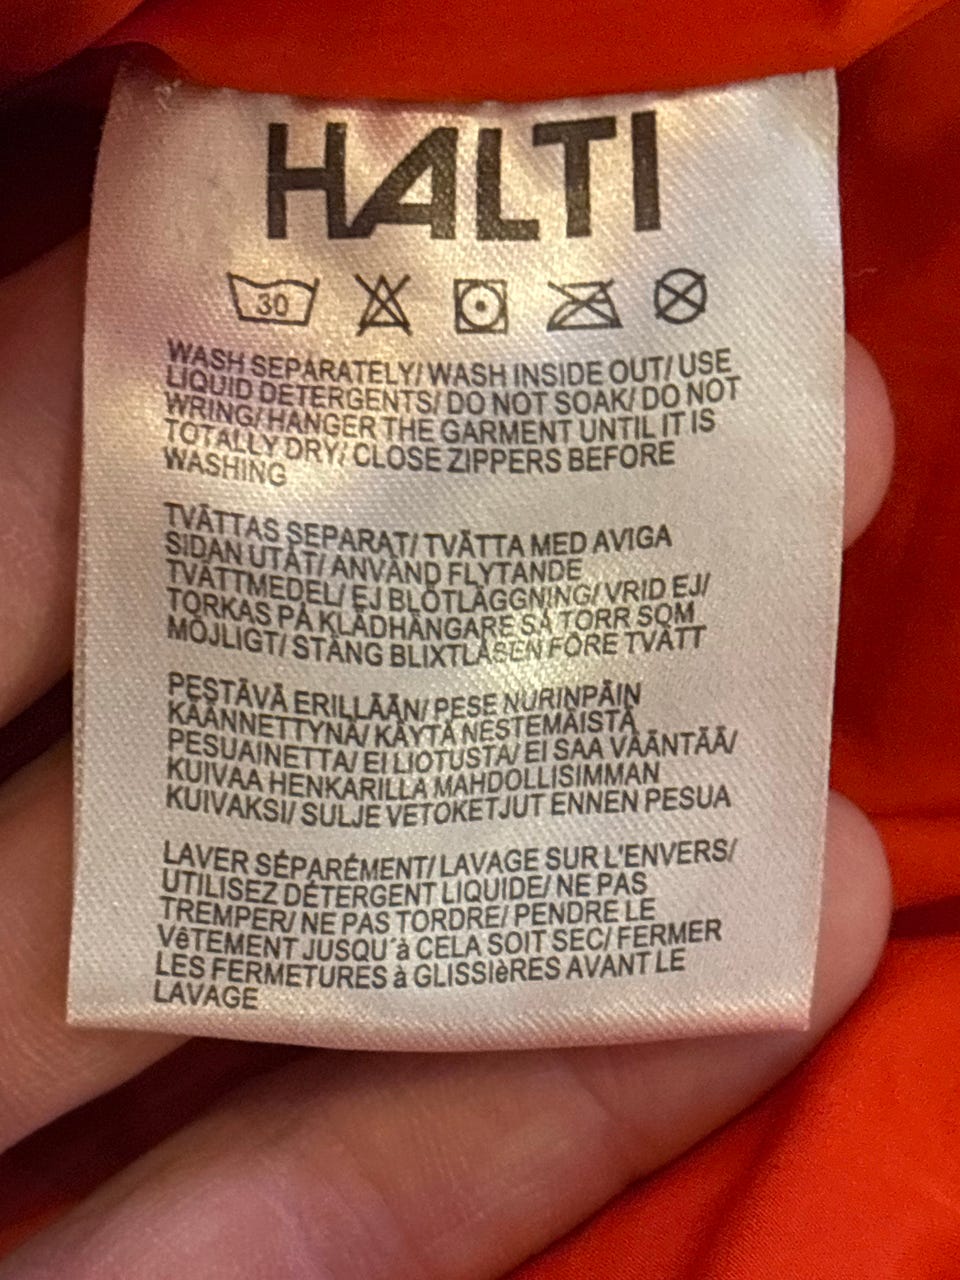 HALTI
30
WASH SEPARATELY/ WASH INSIDE OUT/ USE
LIQUID DETERGENTS/ DO NOT SOAK/ DO NOT
WRING/ HANGER THE GARMENT UNTIL IT IS
TOTALLY DRY/ CLOSE ZIPPERS BEFORE
WASHING
TVÄTTAS SEPARAT/ TVÄTTA MED AVIGA
SIDAN UTÅT/ ANVÄND FLYTANDE
TVÄTTMEDEL/ EJ BLÖTLÄGGNING/ VRID EJ/
TORKAS PÅ KLÄDHÄNGARE SÅ TORR SOM
MÖJLIGT/ STÄNG BLIXTLÅSEN FÖRE TVÄTT
PESTÄVÄ ERILLÄÄN/ PESE NURINPÄIN
KÄÄNNETTYNÄ/ KÄYTÄ NESTEMÄISTÄ
PESUAINETTA/ EI LIOTUSTA/ EI SAA VÄÄNTÄÄ/
KUIVAA HENKARILLA MAHDOLLISIMMAN
KUIVAKSI/ SULJE VETOKETJUT ENNEN PESUA
LAVER SÉPARÉMENT/ LAVAGE SUR L'ENVERS/
UTILISEZ DÉTERGENT LIQUIDE/ NE PAS
TREMPER/ NE PAS TORDRE/ PENDRE LE
VêTEMENT JUSQU´à CELA SOIT SEC/ FERMER
LES FERMETURES à GLISSIèRES AVANT LE
LAVAGE